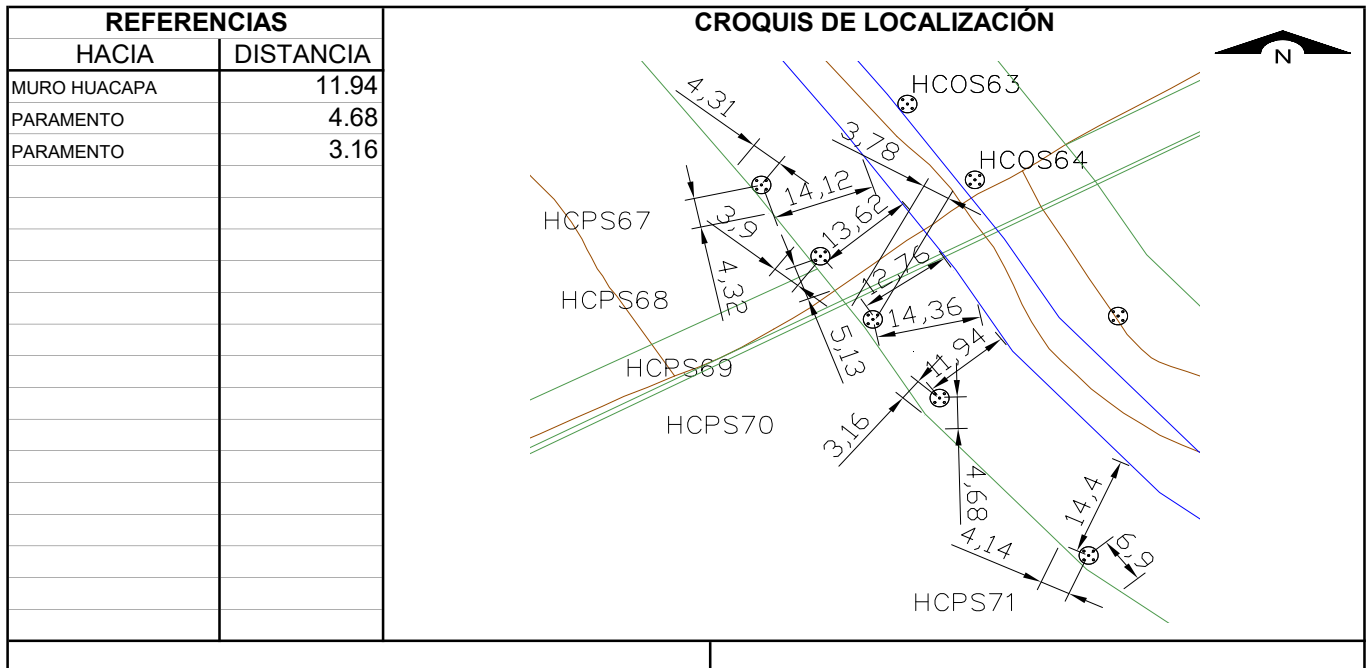 REFERENCIAS
HACIA DISTANCIA
MURO HUACAPA 11.94
PARAMENTO 4.68
PARAMENTO 3.16
CROQUIS DE LOCALIZACIÓN
N
HCOS63
4,31
3,78
HCOS64
14,12
HCPS67
3,9
13,62
4,32
12,76
HCPS68
14,36
5,13
11,94
HCPS69
HCPS70
3,16
4,68
14,4
4,14
6,9
HCPS71